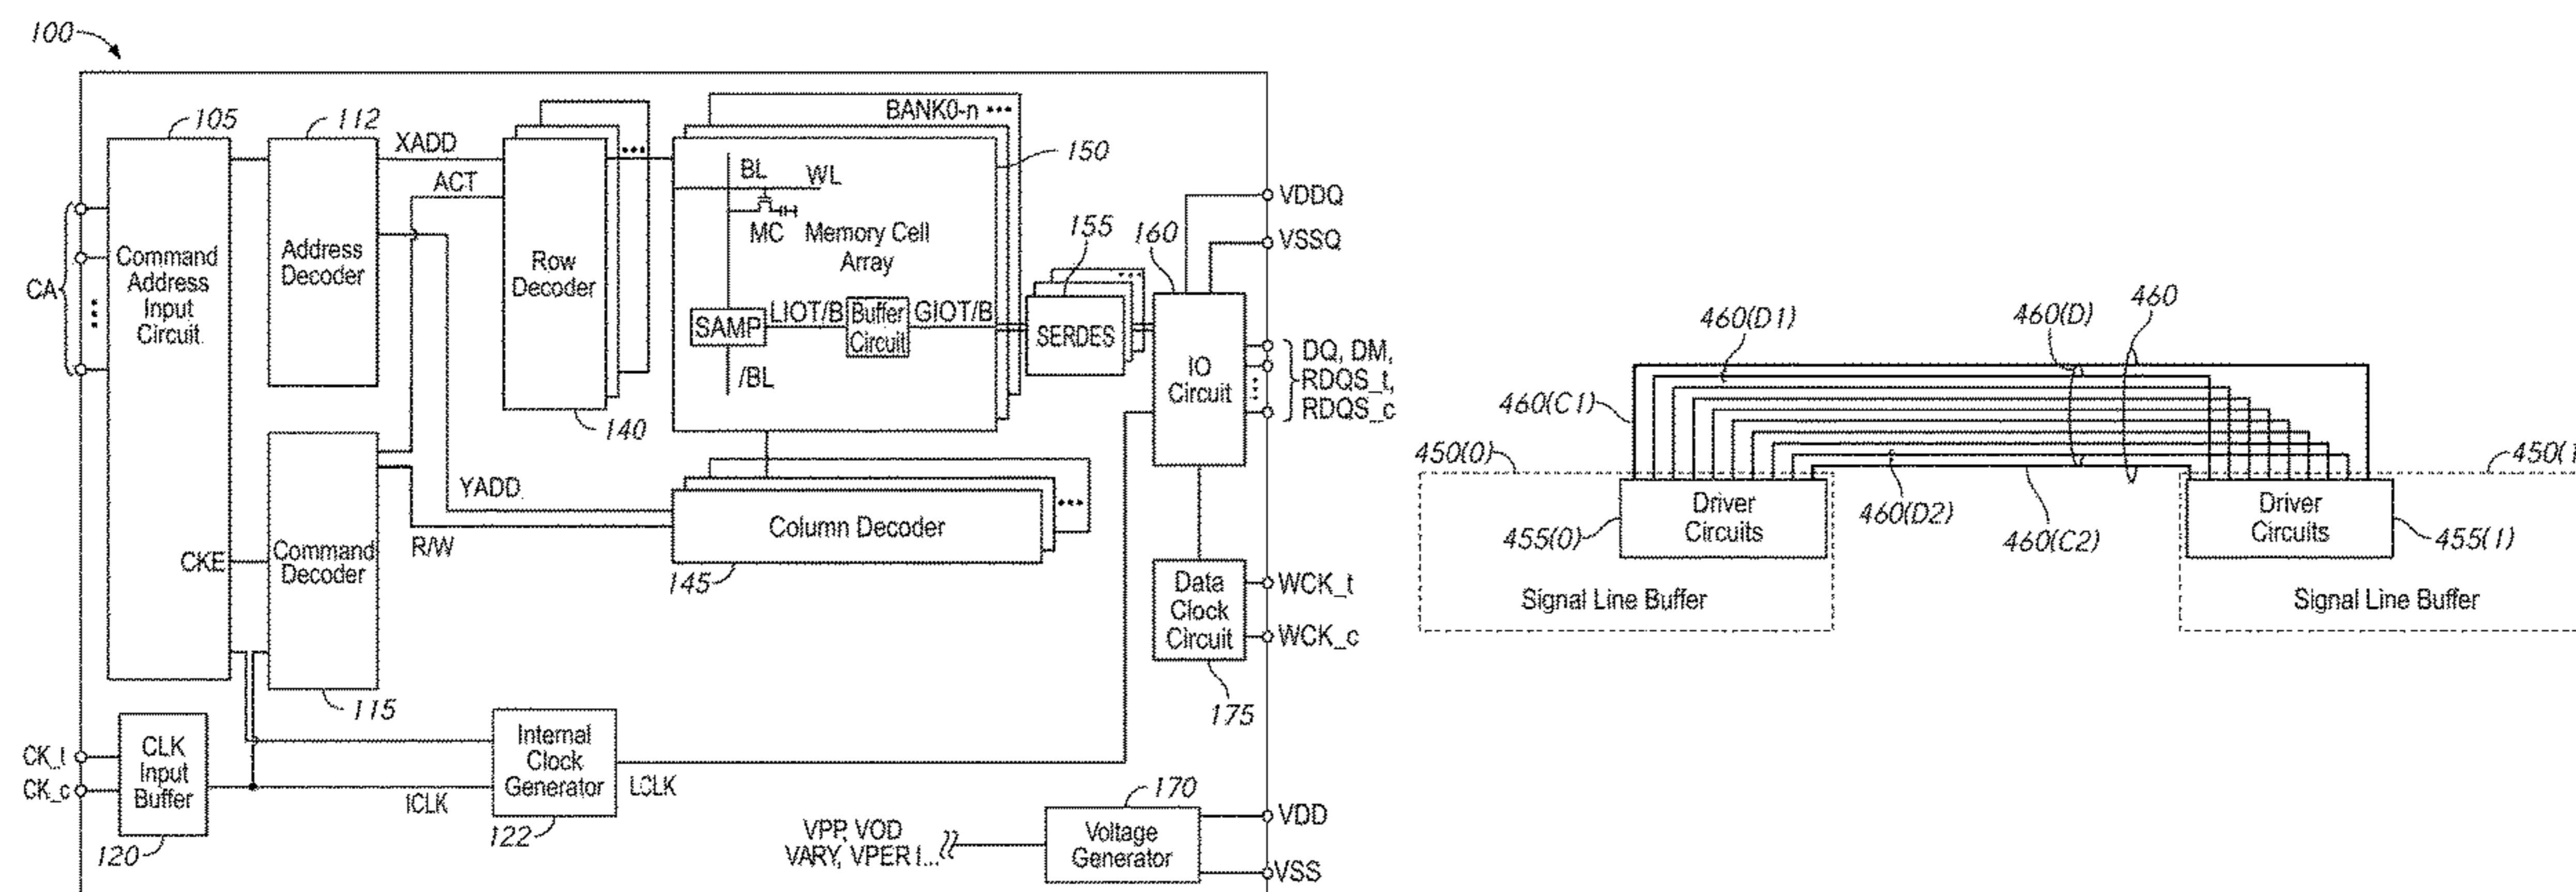 100
105
112
XADD
ACT
CA
Command
Address
Input
Circuit
Address
Decoder
Row
Decoder
140
BANK0-n
150
BL
WL
MC
Memory Cell
Array
SAMP
LIOT/B
Buffer
Circuit
GIOT/B
/BL
155
SERDES
160
IO
Circuit
VDDQ
VSSQ
DQ, DM,
RDQS_t,
RDQS_c
CKE
Command
Decoder
115
YADD
R/W
Column Decoder
145
Data
Clock
Circuit
175
WCK_t
WCK_c
CK_t
CK_c
CLK
Input
Buffer
120
ICLK
Internal
Clock
Generator
122
LCLK
VPP, VOD
VARY, VPERI...
170
Voltage
Generator
VDD
VSS
460(D1)
460(D)
460
460(C1)
450(0)
455(0)
Driver
Circuits
Signal Line Buffer
460(D2)
460(C2)
Driver
Circuits
455(1)
Signal Line Buffer